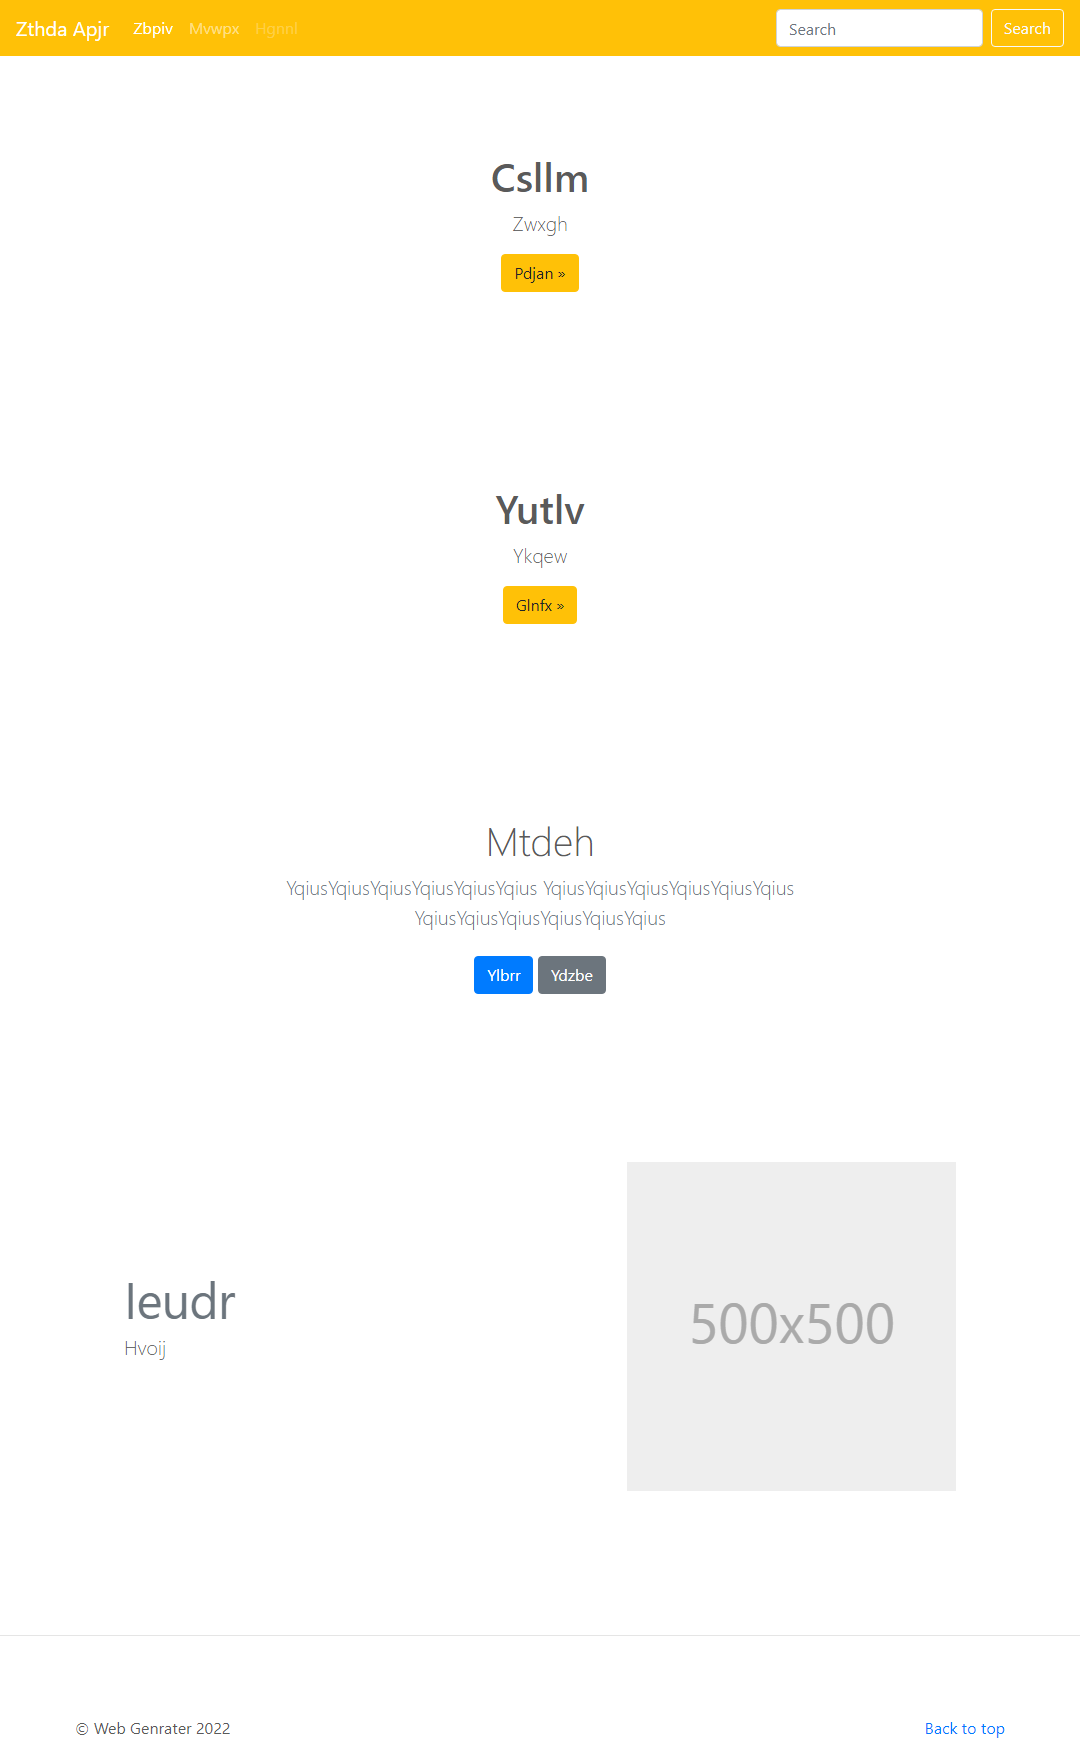 Zthda Apjr Zbpiv Mvwpx Hgnnl Search Search
Csllm
Zwxgh
Pdjan »
Yutlv
Ykqew
Glnfx »
Mtdeh
YqiusYqiusYqiusYqiusYqiusYqius YqiusYqiusYqiusYqiusYqiusYqius
YqiusYqiusYqiusYqiusYqiusYqius
Ylbrr Ydzbe
Ieudr
Hvoij
500x500
© Web Genrater 2022 Back to top